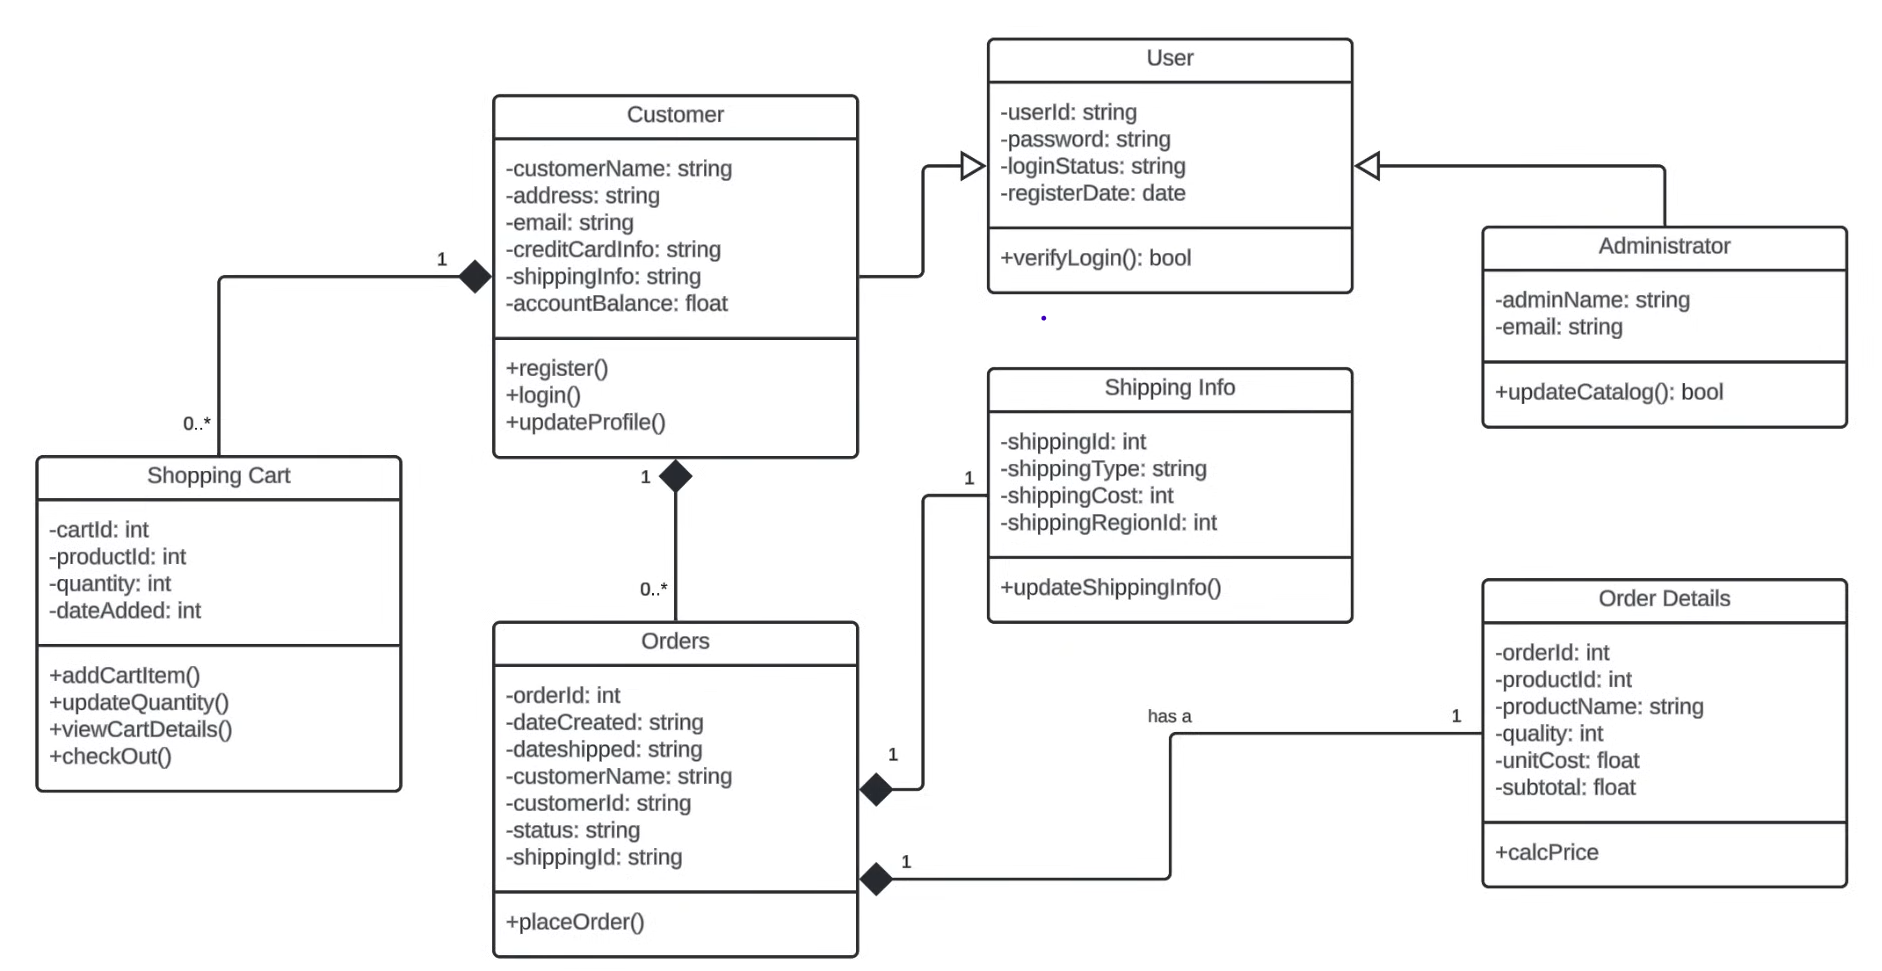 User
-userId: string
-password: string
-loginStatus: string
-registerDate: date
+verifyLogin(): bool
Customer
-customerName: string
-address: string
-email: string
-creditCardInfo: string
-shippingInfo: string
-accountBalance: float
+register()
+login()
+updateProfile()
Administrator
-adminName: string
-email: string
+updateCatalog(): bool
1
0..*
Shopping Cart
-cartId: int
-productId: int
-quantity: int
-dateAdded: int
+addCartItem()
+updateQuantity()
+viewCartDetails()
+checkOut()
1
0..*
Shipping Info
-shippingId: int
-shippingType: string
-shippingCost: int
-shippingRegionId: int
+updateShippingInfo()
1
1
Orders
-orderId: int
-dateCreated: string
-dateshipped: string
-customerName: string
-customerId: string
-status: string
-shippingId: string
+placeOrder()
1
has a
1
Order Details
-orderId: int
-productId: int
-productName: string
-quality: int
-unitCost: float
-subtotal: float
+calcPrice